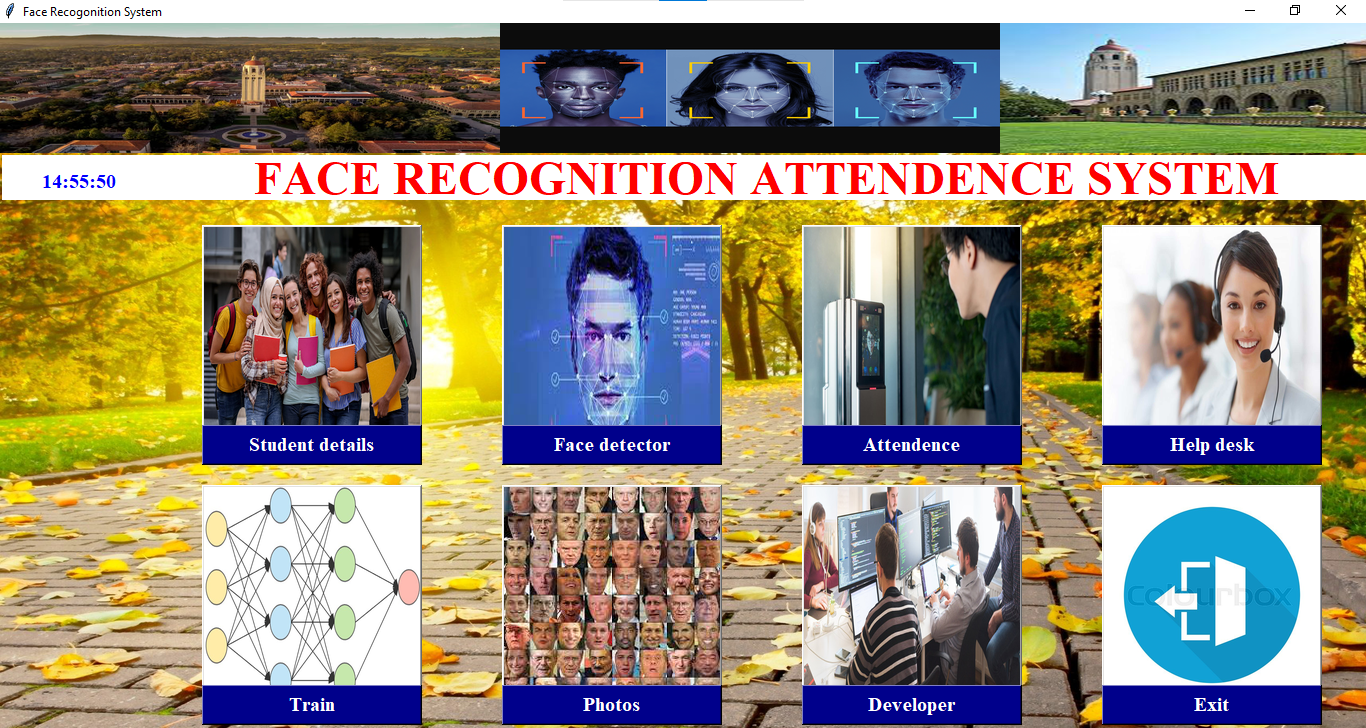 Face Recogonition System
14:55:50
FACE RECOGNITION ATTENDENCE SYSTEM
Student details
Face detector
Attendence
Help desk
colourbox
Train
Photos
Developer
Exit